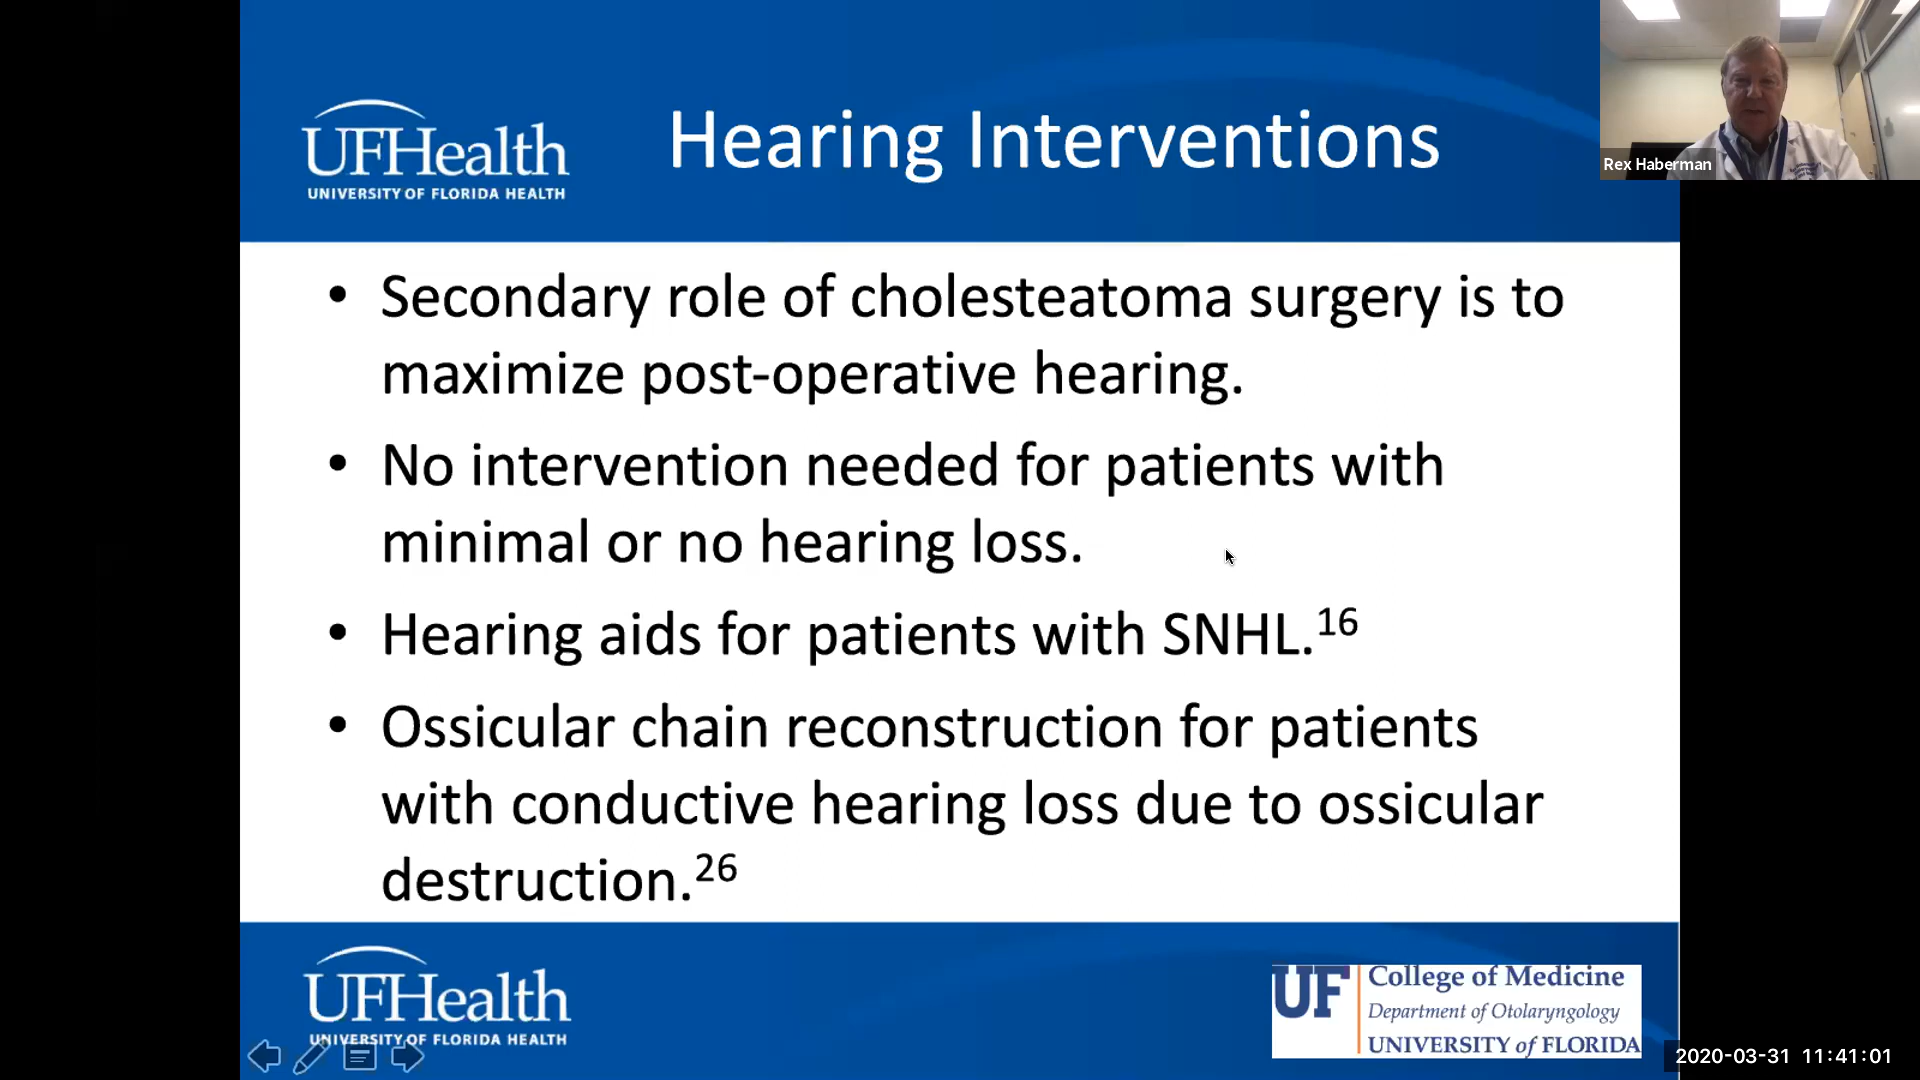 UFHealth
UNIVERSITY OF FLORIDA HEALTH
Hearing Interventions
Rex Haberman
• Secondary role of cholesteatoma surgery is to
maximize post-operative hearing.
• No intervention needed for patients with
minimal or no hearing loss.
• Hearing aids for patients with SNHL.16
• Ossicular chain reconstruction for patients
with conductive hearing loss due to ossicular
destruction.26
UFHealth
UNIVERSITY OF FLORIDA HEALTH
UF College of Medicine
Department of Otolaryngology
UNIVERSITY of FLORIDA
2020-03-31 11:41:01